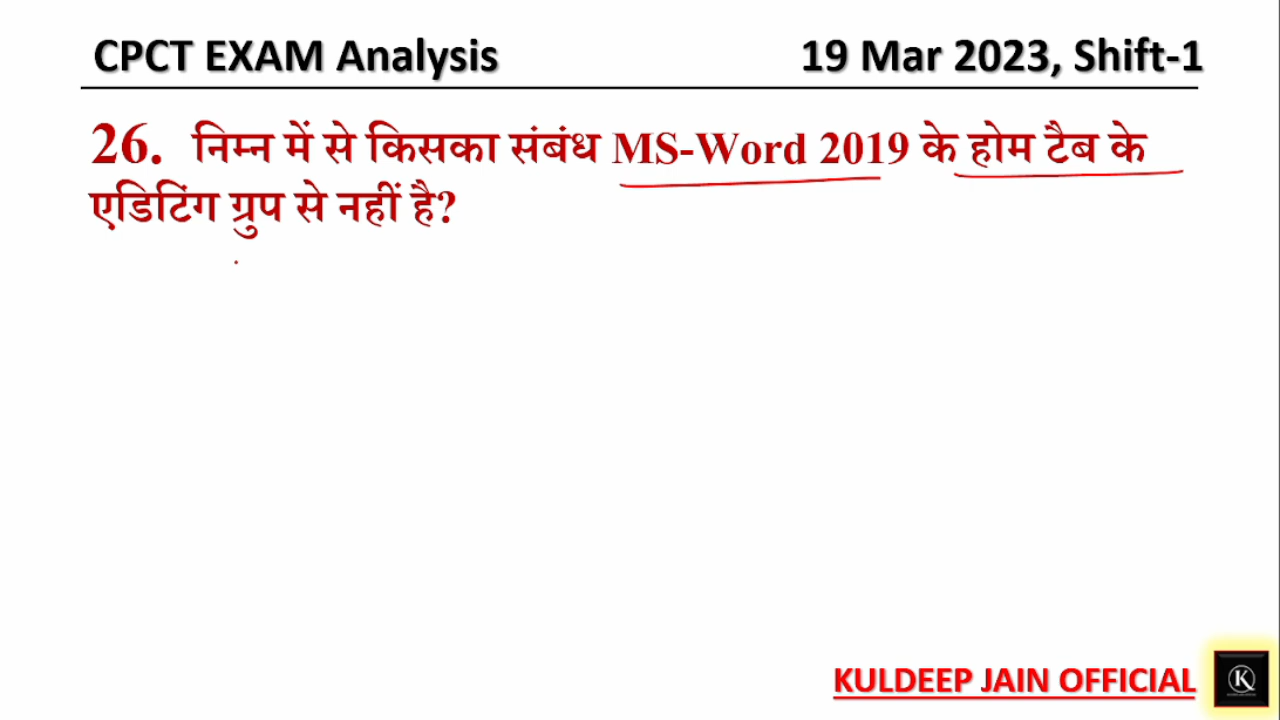 CPCT EXAM Analysis 19 Mar 2023, Shift-1
26. निम्न में से किसका संबंध MS-Word 2019 के होम टैब के
एडिटिंग ग्रुप से नहीं है?
KULDEEP JAIN OFFICIAL